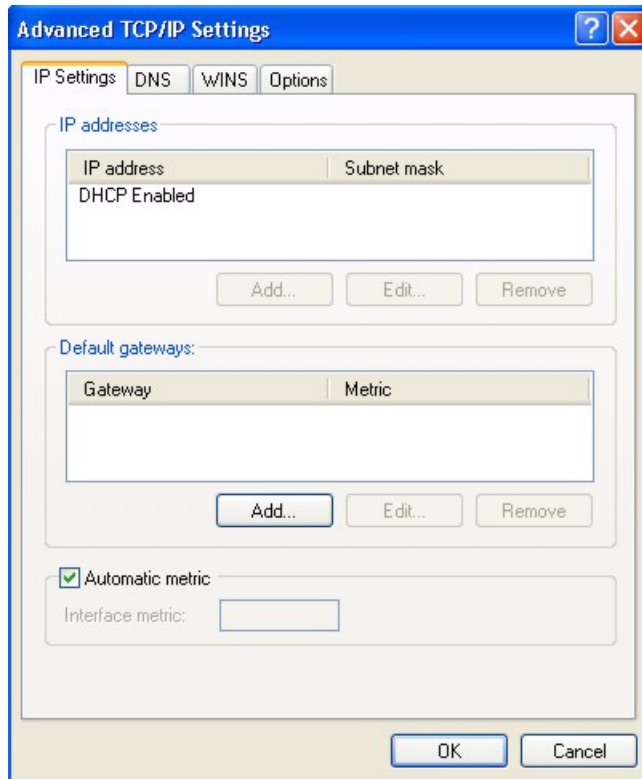 Advanced TCP/IP Settings
IP Settings DNS WINS Options
IP addresses
IP address Subnet mask
DHCP Enabled
Add... Edit... Remove
Default gateways:
Gateway Metric
Add... Edit... Remove
Automatic metric
Interface metric:
OK Cancel